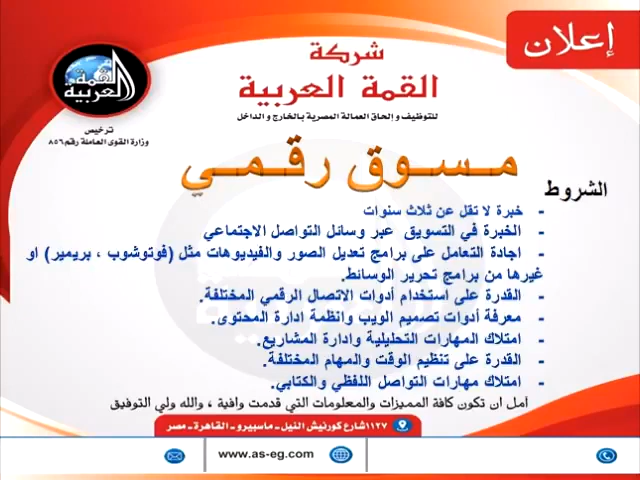 إعلان
شركة
القمة العربية
للتوظيف و إلحاق العمالة المصرية بالخارج و الداخل
القمة
العربية
ترخيص
وزارة القوى العاملة رقم ٨٥٦
مـسـوق رقـمـي
الشروط
- خبرة لا تقل عن ثلاث سنوات
- الخبرة في التسويق عبر وسائل التواصل الاجتماعي
- اجادة التعامل على برامج تعديل الصور والفيديوهات مثل (فوتوشوب ، بريمير) او
غيرها من برامج تحرير الوسائط.
- القدرة على استخدام أدوات الاتصال الرقمي المختلفة.
- معرفة أدوات تصميم الويب وانظمة ادارة المحتوى.
- امتلاك المهارات التحليلية وادارة المشاريع.
- القدرة على تنظيم الوقت والمهام المختلفة.
- امتلاك مهارات التواصل اللفظي والكتابي.
أمل ان تكون كافة المميزات والمعلومات التي قدمت وافية ، والله ولي التوفيق
١١٢٧شارع كورنيش النيل - ماسبيرو - القاهرة - مصر
www.as-eg.com